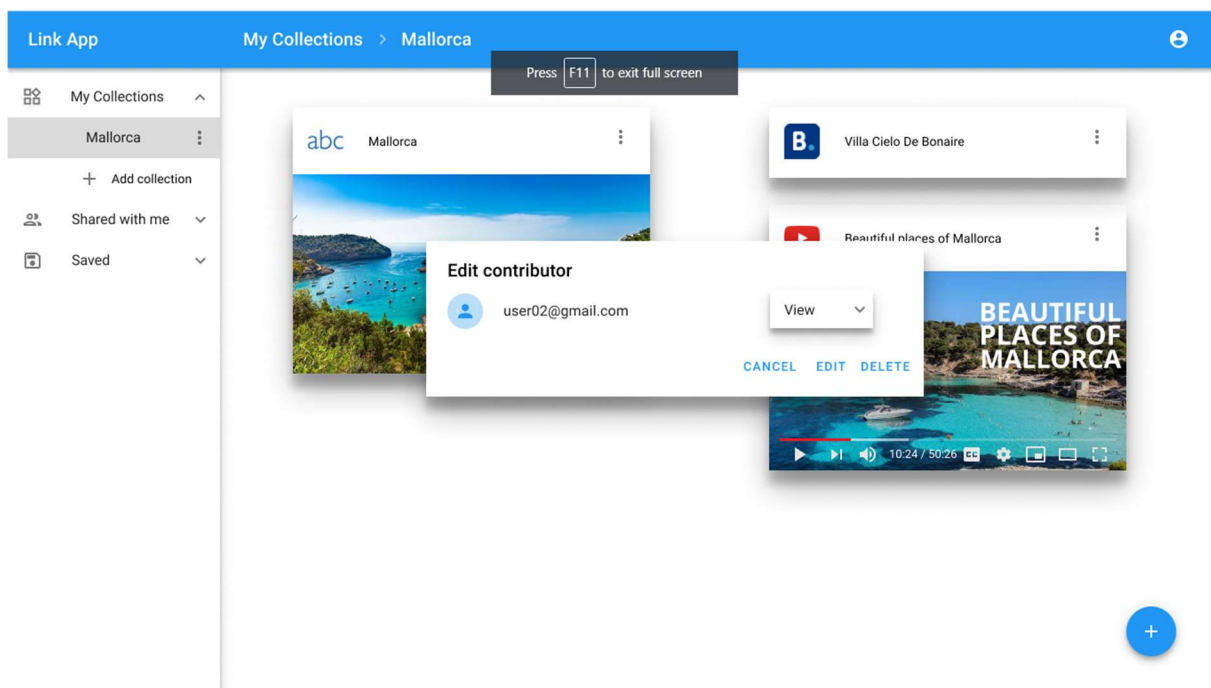 Link App
My Collections > Mallorca
Press F11 to exit full screen
My Collections
Mallorca
Add collection
Shared with me
Saved
abc Mallorca
B. Villa Cielo De Bonaire
Beautiful places of Mallorca
Edit contributor
user02@gmail.com
View
CANCEL EDIT DELETE
BEAUTIFUL
PLACES OF
MALLORCA
10:24 / 50:26 CC